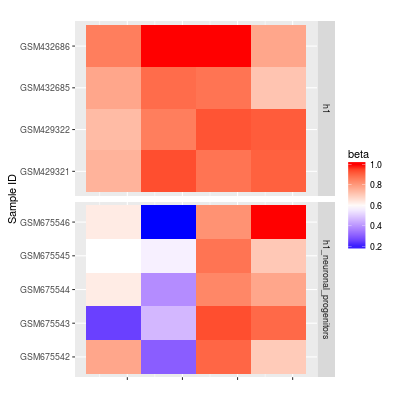 GSM432686
GSM432685
GSM429322
GSM429321
h1
GSM675546
GSM675545
GSM675544
GSM675543
GSM675542
h1_neuronal_progenitors
Sample ID
beta
1.0
0.8
0.6
0.4
0.2